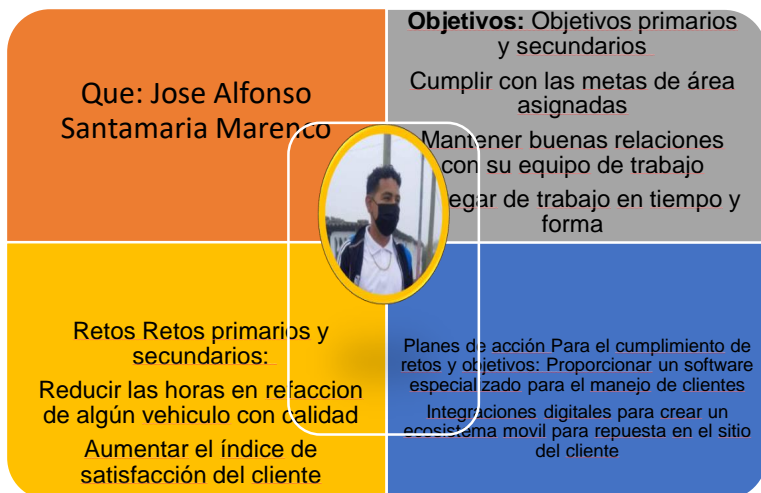 Que: Jose Alfonso
Santamaria Marenco
Objetivos: Objetivos primarios
y secundarios
Cumplir con las metas de área
asignadas
Mantener buenas relaciones
con su equipo de trabajo
de trabajo en tiempo y
forma
Retos Retos primarios y
secundarios:
Reducir las horas en refaccion
de algún vehiculo con calidad
Aumentar el índice de
satisfacción del cliente
Planes de acción Para el cumplimiento de
retos y objetivos: Proporcionar un software
especializado para el manejo de clientes
Integraciones digitales para crear un
ecosistema movil para repuesta en el sitio
del cliente